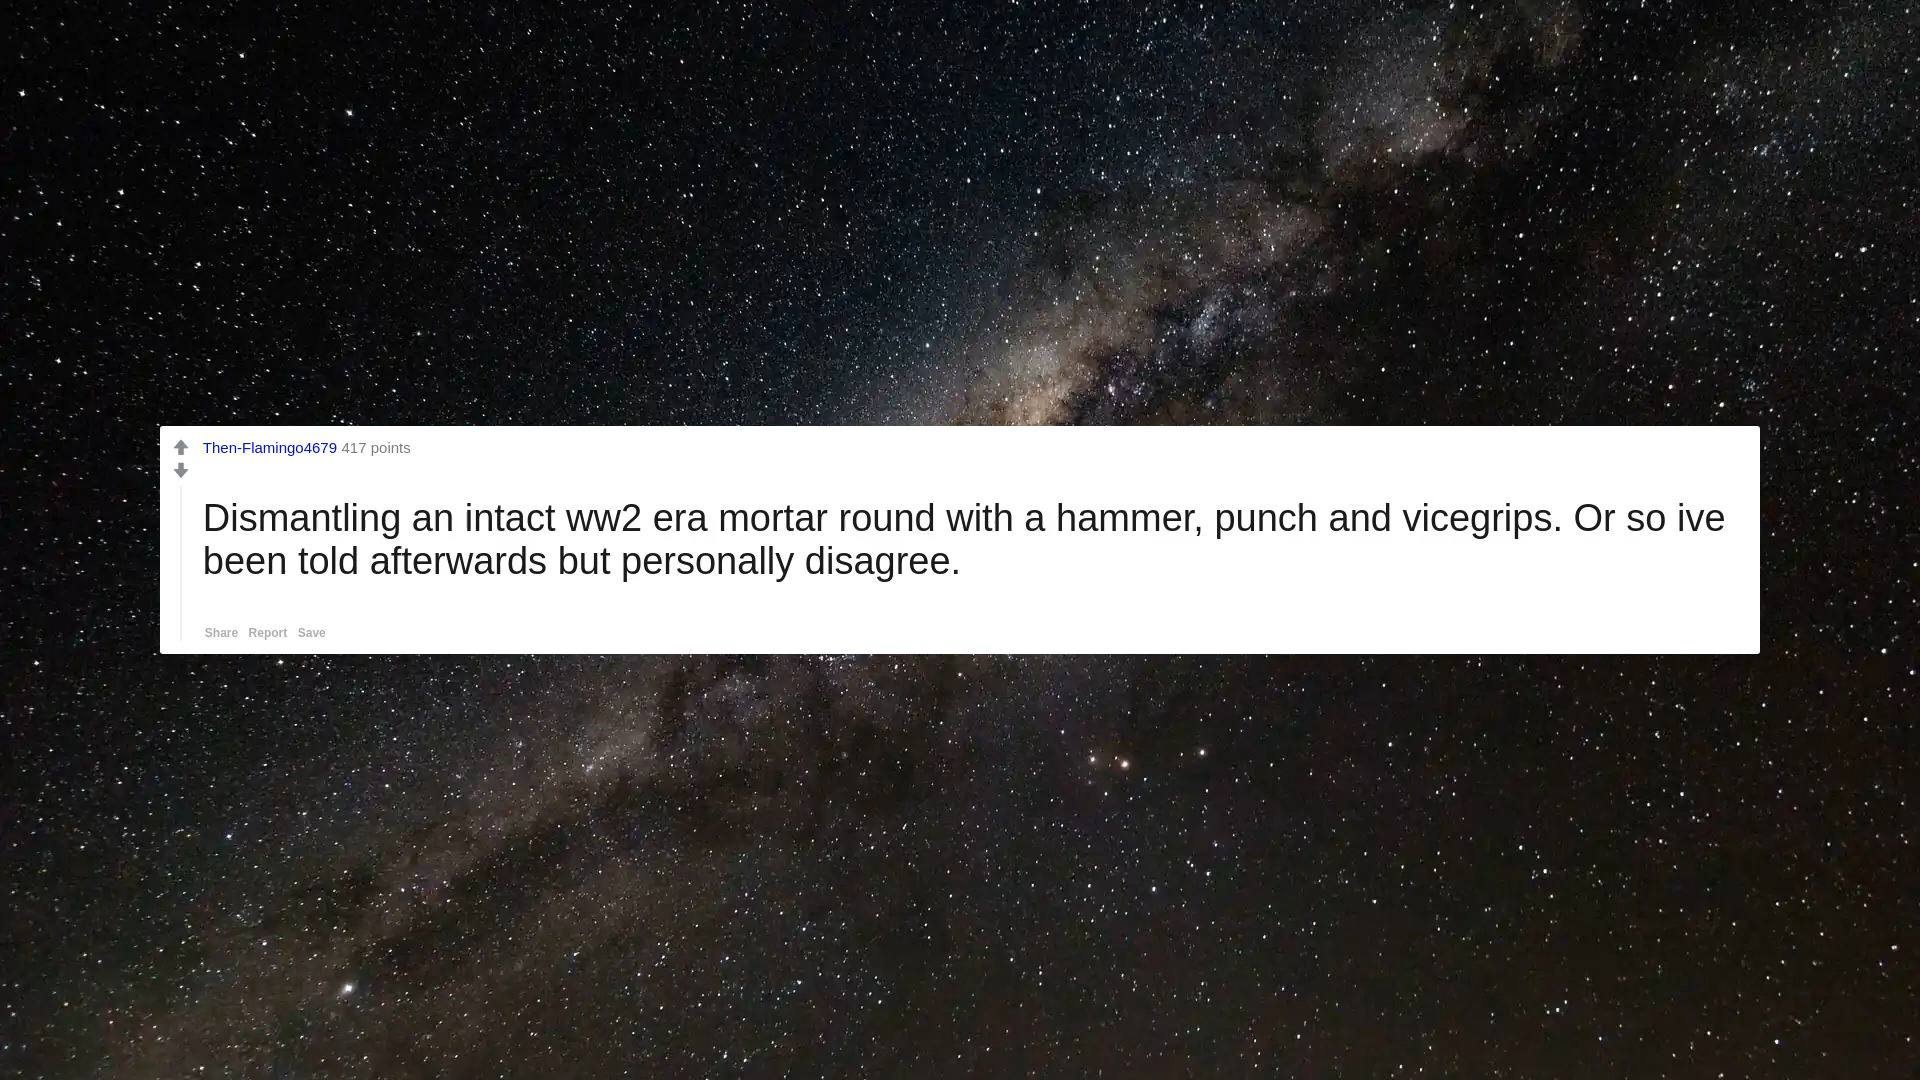 Then-Flamingo4679 417 points
Dismantling an intact ww2 era mortar round with a hammer, punch and vicegrips. Or so ive
been told afterwards but personally disagree.
Share Report Save